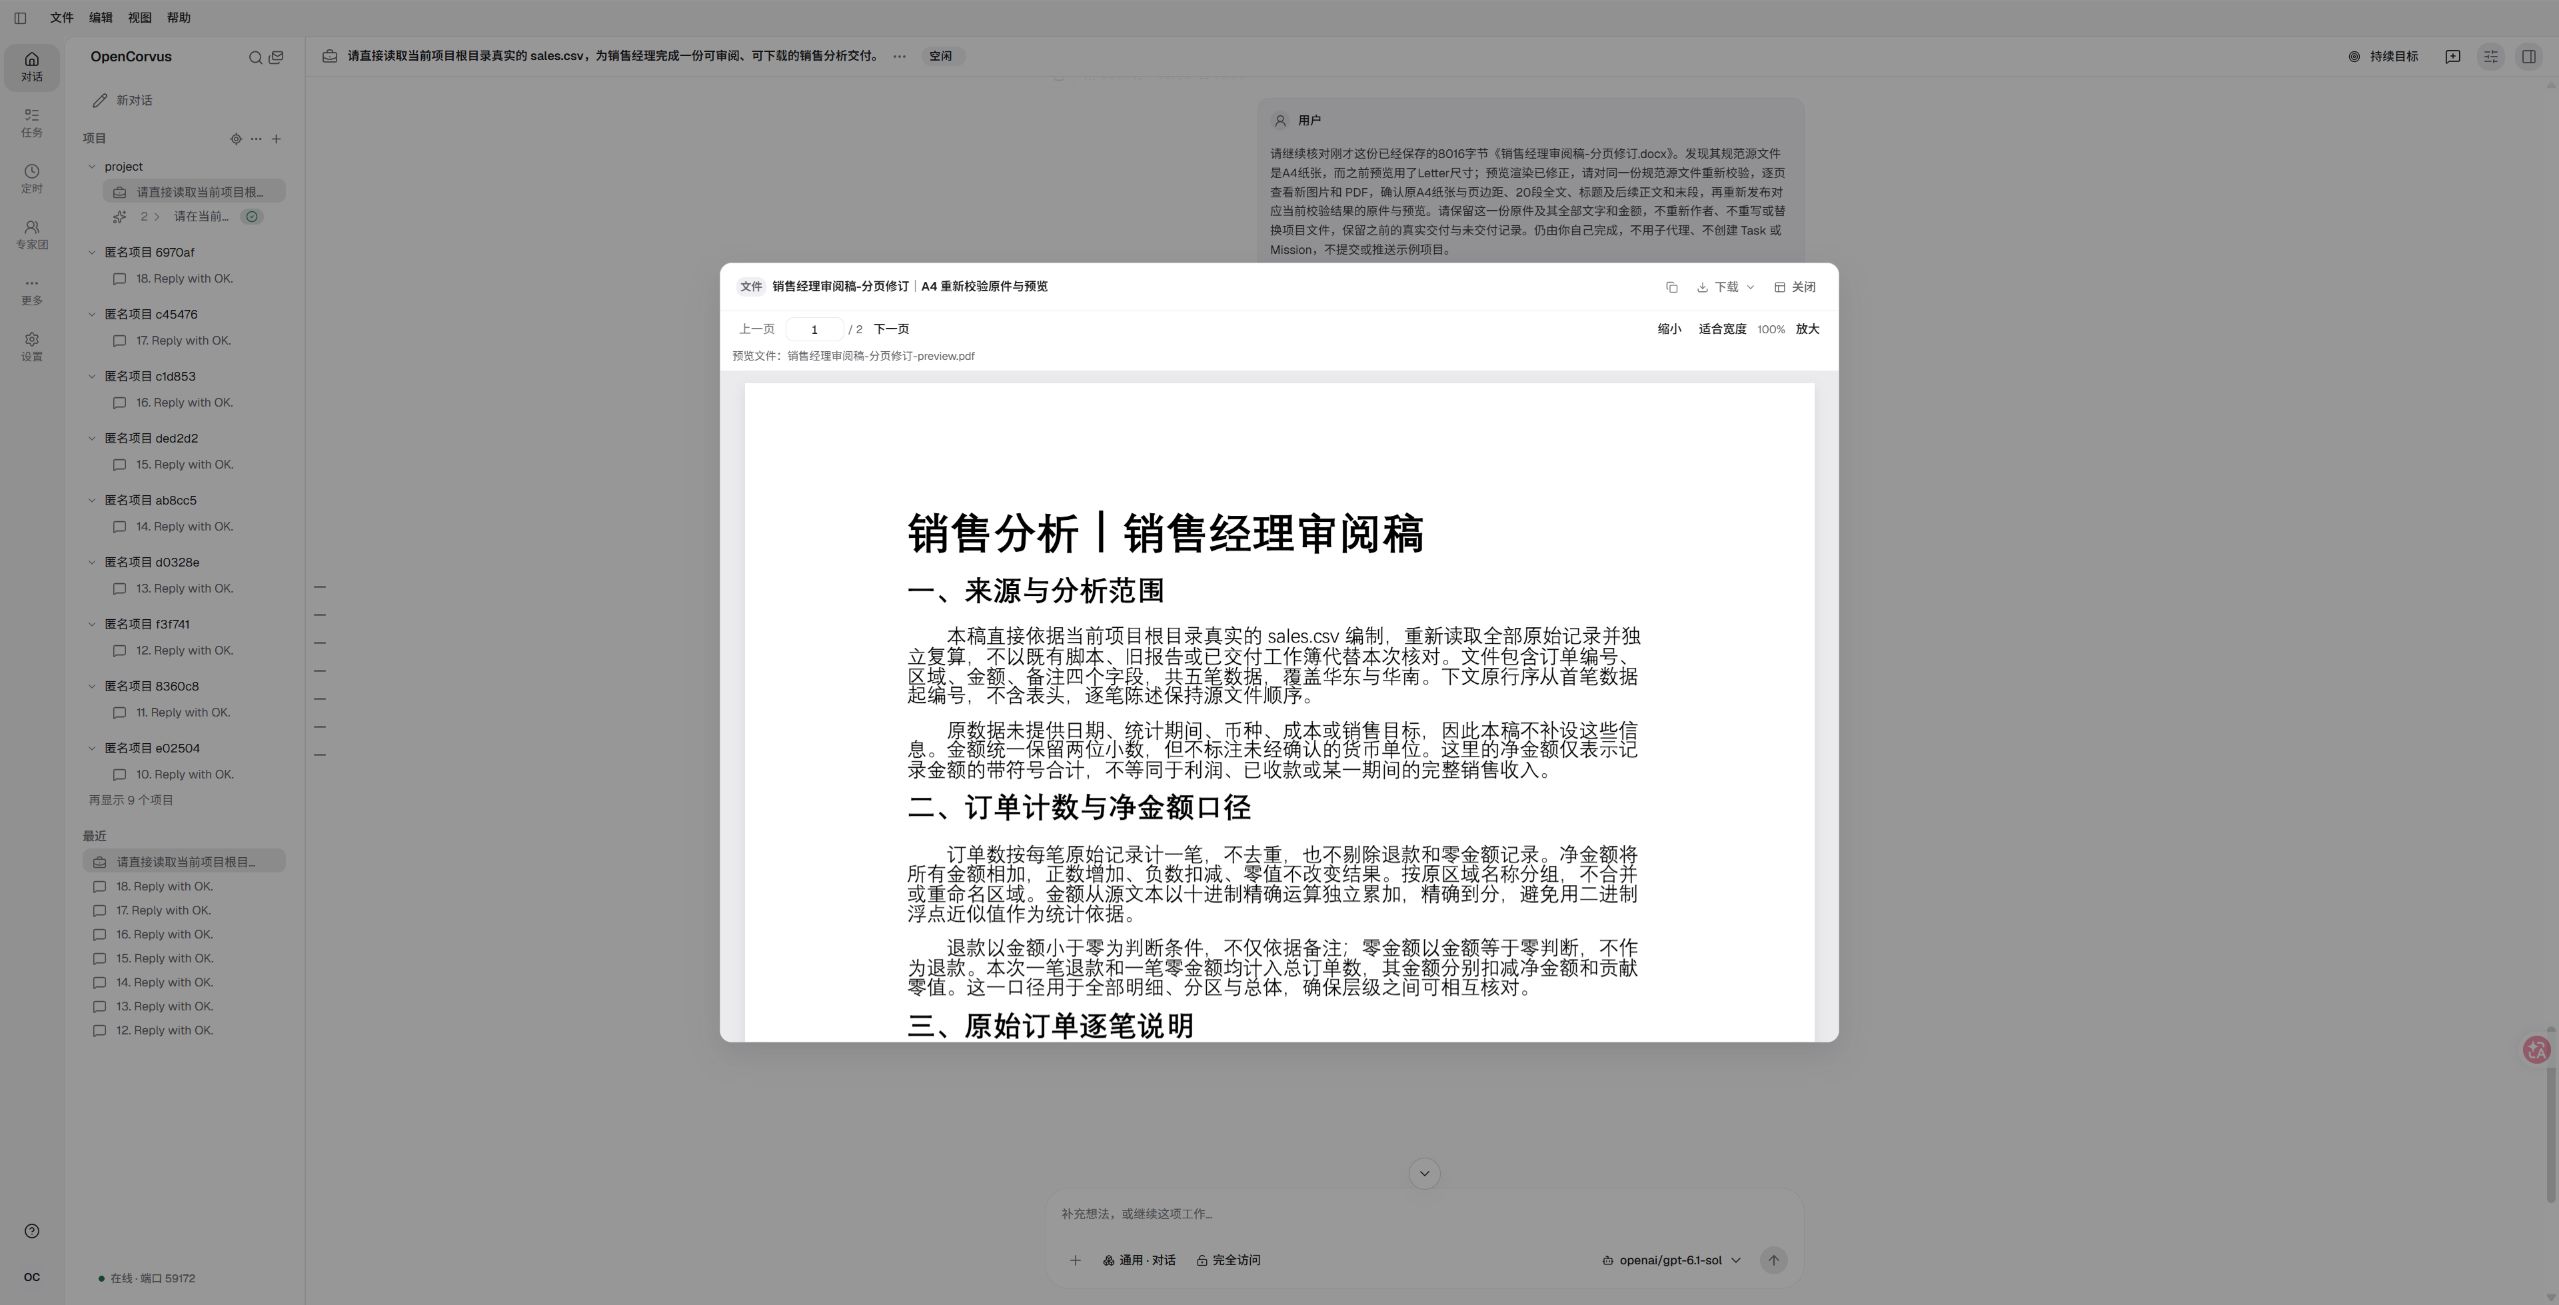 文件 编辑 视图 帮助
对话
任务
定时
专家团
更多
设置
OC
OpenCorvus
新对话
项目
project
请直接读取当前项目根...
2 请在当前...
匿名项目 6970af
18. Reply with OK.
匿名项目 c45476
17. Reply with OK.
匿名项目 c1d853
16. Reply with OK.
匿名项目 ded2d2
15. Reply with OK.
匿名项目 ab8cc5
14. Reply with OK.
匿名项目 d0328e
13. Reply with OK.
匿名项目 f3f741
12. Reply with OK.
匿名项目 8360c8
11. Reply with OK.
匿名项目 e02504
10. Reply with OK.
再显示 9 个项目
最近
请直接读取当前项目根目...
18. Reply with OK.
17. Reply with OK.
16. Reply with OK.
15. Reply with OK.
14. Reply with OK.
13. Reply with OK.
12. Reply with OK.
在线 · 端口 59172
请直接读取当前项目根目录真实的 sales.csv，为销售经理完成一份可审阅、可下载的销售分析交付。 ... 空闲
持续目标
用户
请继续核对刚才这份已经保存的8016字节《销售经理审阅稿-分页修订.docx》。发现其规范源文件
是A4纸张，而之前预览用了Letter尺寸；预览渲染已修正，请对同一份规范源文件重新校验，逐页
查看新图片和 PDF，确认原A4纸张与页边距、20段全文、标题及后续正文和末段，再重新发布对
应当前校验结果的原件与预览。请保留这一份原件及其全部文字和金额，不重新作者、不重写或替
换项目文件，保留之前的真实交付与未交付记录。仍由你自己完成，不用子代理、不创建 Task 或
Mission，不提交或推送示例项目。
文件 销售经理审阅稿-分页修订｜A4 重新校验原件与预览
下载 关闭
上一页 1 / 2 下一页
缩小 适合宽度 100% 放大
预览文件：销售经理审阅稿-分页修订-preview.pdf
销售分析｜销售经理审阅稿
一、来源与分析范围
本稿直接依据当前项目根目录真实的 sales.csv 编制，重新读取全部原始记录并独
立复算，不以既有脚本、旧报告或已交付工作簿代替本次核对。文件包含订单编号、
区域、金额、备注四个字段，共五笔数据，覆盖华东与华南。下文原行序从首笔数据
起编号，不含表头，逐笔陈述保持源文件顺序。
原数据未提供日期、统计期间、币种、成本或销售目标，因此本稿不补设这些信
息。金额统一保留两位小数，但不标注未经确认的货币单位。这里的净金额仅表示记
录金额的带符号合计，不等同于利润、已收款或某一期间的完整销售收入。
二、订单计数与净金额口径
订单数按每笔原始记录计一笔，不去重，也不剔除退款和零金额记录。净金额将
所有金额相加，正数增加、负数扣减、零值不改变结果。按原区域名称分组，不合并
或重命名区域。金额从源文本以十进制精确运算独立累加，精确到分，避免用二进制
浮点近似值作为统计依据。
退款以金额小于零为判断条件，不仅依据备注；零金额以金额等于零判断，不作
为退款。本次一笔退款和一笔零金额均计入总订单数，其金额分别扣减净金额和贡献
零值。这一口径用于全部明细、分区与总体，确保层级之间可相互核对。
三、原始订单逐笔说明
补充想法，或继续这项工作...
通用 · 对话 完全访问
openai/gpt-6.1-sol